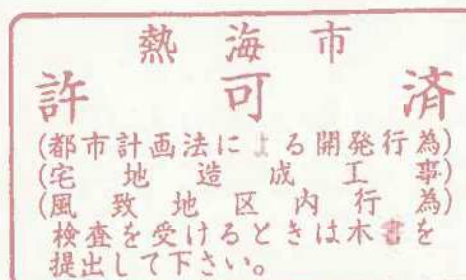 熱海市
許可済
(都市計画法による開発行為)
(宅地造成工事)
(風致地区内行為)
検査を受けるときは木書を
提出して下さい。